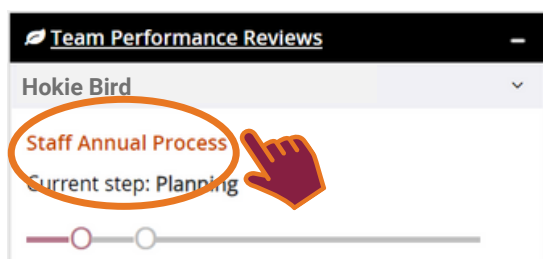 Team Performance Reviews
Hokie Bird
Staff Annual Process
Current step: Planning